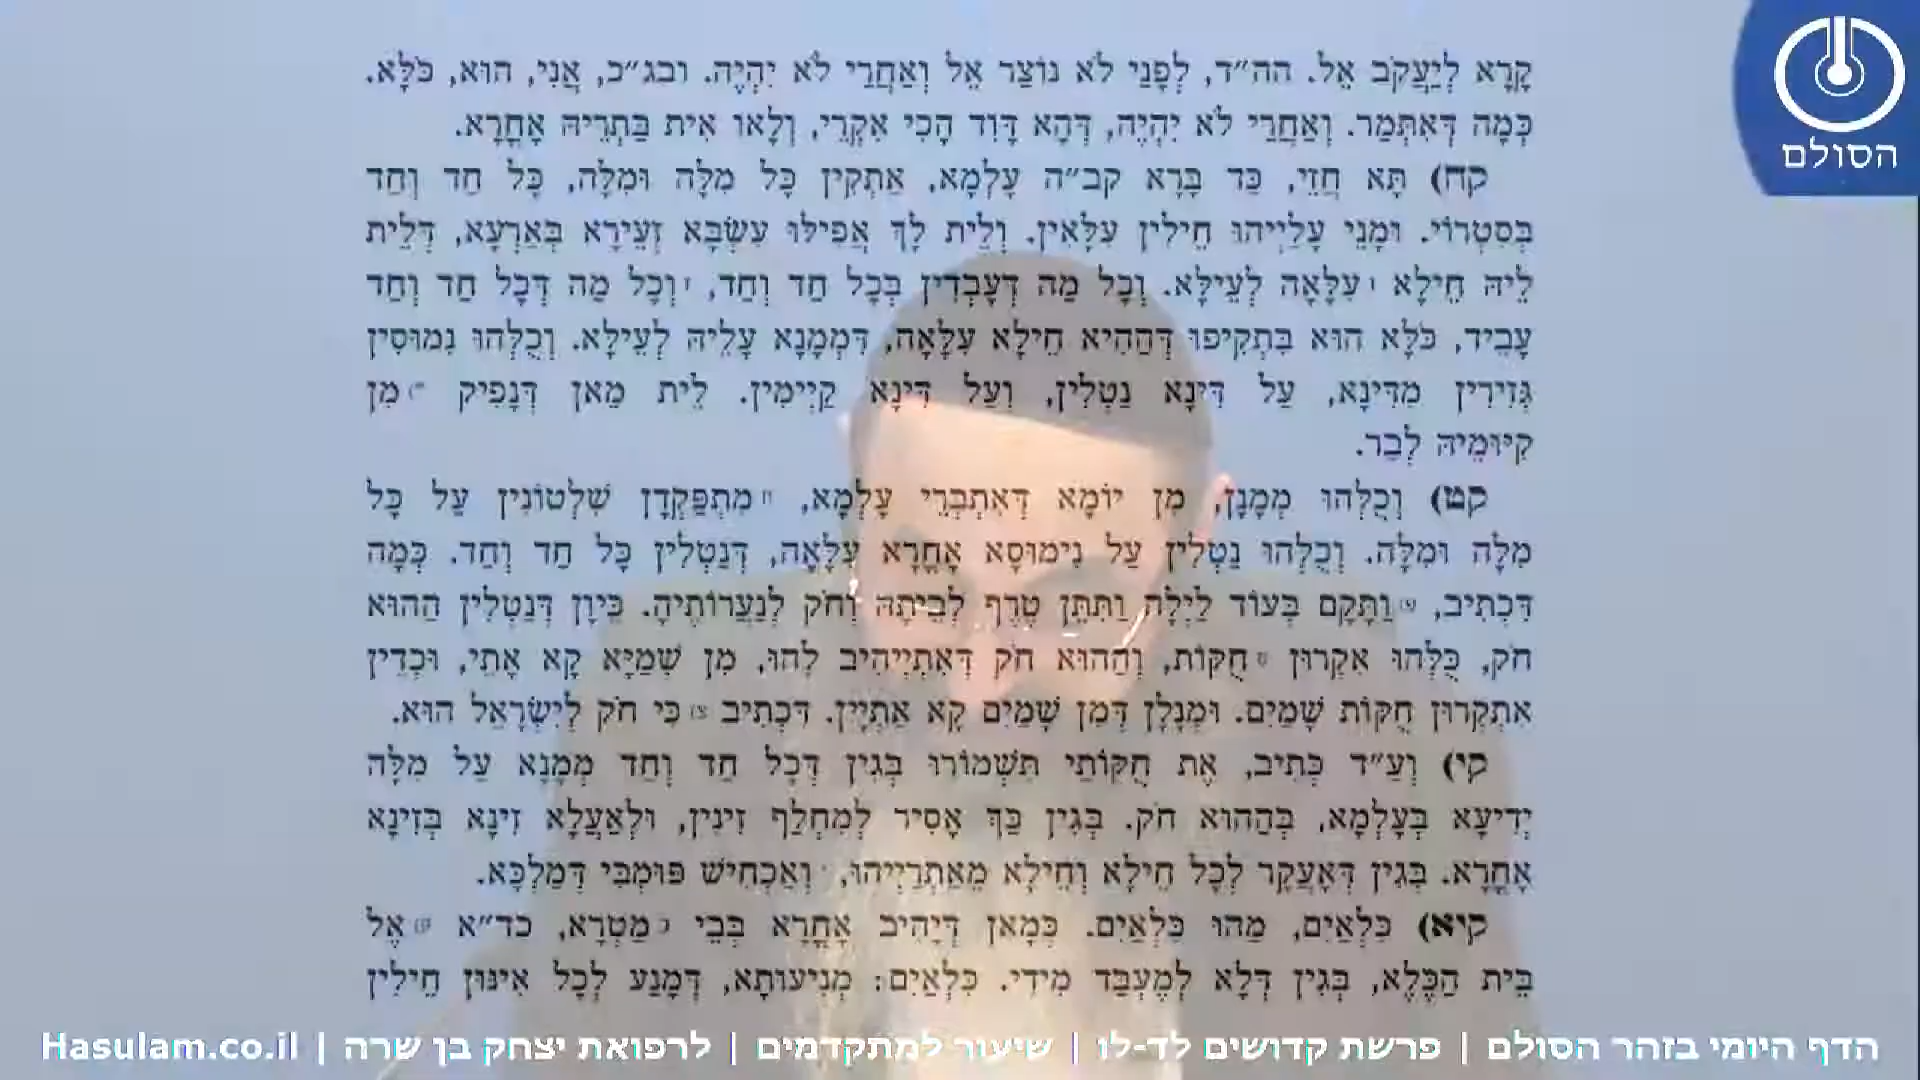 קָרָא לְיַעֲקֹב אֵל. הה״ד, לְפָנַי לֹא נוֹצַר אֵל וְאַחֲרַי לֹא יִהְיֶה. ובג״כ, אֲנִי, הוּא, כֹּלָּא.
כְּמָה דְּאִתְּמַר. וְאַחֲרַי לֹא יִהְיֶה, דְּהָא דָּוִד הָכִי אִקְרֵי, וְלָאו אִית בַּתְרֵיהּ אָחֳרָא.
קח) תָּא חֲזֵי, כַּד בָּרָא קב״ה עָלְמָא, אַתְקִין כָּל מִלָּה וּמִלָּה, כָּל חַד וְחַד
בְּסִטְרוֹי. וּמָנֵי עָלַיְיהוּ חֵילִין עִלָּאִין. וְלֵית לָךְ אֲפִילוּ עִשְׂבָּא זְעֵירָא בְּאַרְעָא, דְּלֵית
לֵיהּ חֵילָא עִלָּאָה לְעֵילָּא. וְכָל מַה דְּעָבְדִין בְּכָל חַד וְחַד, וְכָל מַה דְּכָל חַד וְחַד
עָבֵיד, כֹּלָּא הוּא בִּתְקִיפוּ דְּהַהִיא חֵילָא עִלָּאָה, דִּמְמָנָא עָלֵיהּ לְעֵילָא. וְכֻלְּהוּ נִמוּסִין
גְּזִירִין מִדִּינָא, עַל דִּינָא נַטְלִין, וְעַל דִּינָא קַיְימִין. לֵית מַאן דְּנָפִיק מִן
קִיּוּמֵיהּ לְבַר.
קט) וְכֻלְּהוּ מְמָנָן, מִן יוֹמָא דְּאִתְבְּרֵי עָלְמָא, מִתְפַּקְּדָן שִׁלְטוֹנִין עַל כָּל
מִלָּה וּמִלָּה. וְכֻלְּהוּ נַטְלִין עַל נִימוּסָא אָחֳרָא עִלָּאָה, דְּנַטְלִין כָּל חַד וְחַד. כְּמָה
דִּכְתִיב, וַתָּקָם בְּעוֹד לַיְלָה וַתִּתֵּן טֶרֶף לְבֵיתָהּ וְחֹק לְנַעֲרוֹתֶיהָ. כֵּיוָן דְּנַטְלִין הַהוּא
חֹק, כֻּלְּהוּ אִקְרוּן חֻקּוֹת, וְהַהוּא חֹק דְּאִתְיְיהִיב לְהוּ, מִן שְׁמַיָּא קָא אָתֵי, וּכְדֵין
אִתְקְרוּן חֻקּוֹת שָׁמַיִם. וּמְנָלָן דְּמִן שָׁמַיִם קָא אַתְיָין. דִּכְתִיב כִּי חֹק לְיִשְׂרָאֵל הוּא.
קי) וְעַ״ד כְּתִיב, אֶת חֻקּוֹתַי תִּשְׁמוֹרוּ בְּגִין דְּכָל חַד וְחַד מְמָנָא עַל מִלָּה
יְדִיעָא בְּעָלְמָא, בְּהַהוּא חֹק. בְּגִין כַּךְ אָסִיר לְמִחְלַף זִינִין, וּלְאַעֲלָא זִינָא בְּזִינָא
אָחֳרָא. בְּגִין דְּאָעֲקָר לְכָל חֵילָא וְחֵילָא מֵאַתְרַיְיהוּ, וְאַכְחִישׁ פּוּמְבִּי דְּמַלְכָּא.
קיא) כִּלְאַיִם, מַהוּ כִּלְאַיִם. כְּמָאן דְּיָהִיב אָחֳרָא בְּבֵי מַטְרָא, כד״א אֶל
בֵּית הַכֶּלֶא, בְּגִין דְּלָא לְמֶעְבַּד מִידִי. כִּלְאַיִם: מְנִיעוּתָא, דְּמָנַע לְכָל אִינּוּן חֵילִין
הסולם
הדף היומי בזהר הסולם | פרשת קדושים לד-לו | שיעור למתקדמים | לרפואת יצחק בן שרה | Hasulam.co.il